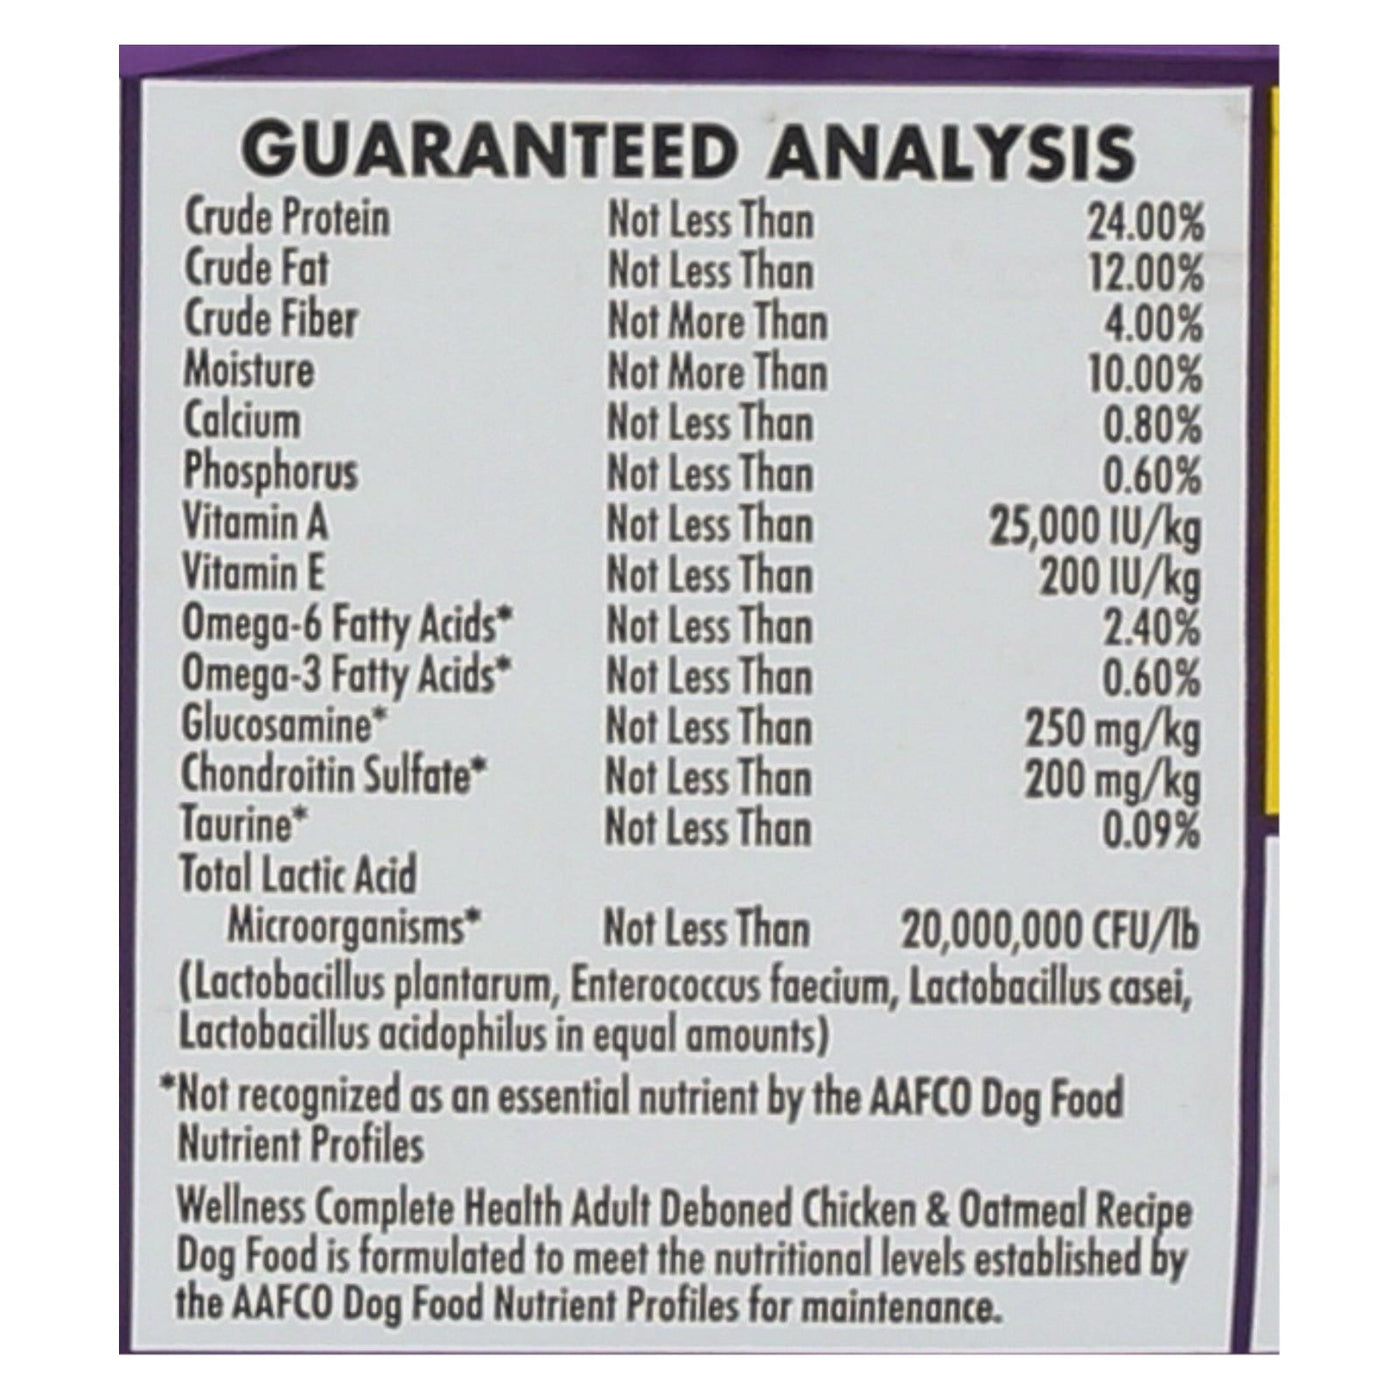 GUARANTEED ANALYSIS
Crude Protein Not Less Than 24.00%
Crude Fat Not Less Than 12.00%
Crude Fiber Not More Than 4.00%
Moisture Not More Than 10.00%
Calcium Not Less Than 0.80%
Phosphorus Not Less Than 0.60%
Vitamin A Not Less Than 25,000 IU/kg
Vitamin E Not Less Than 200 IU/kg
Omega-6 Fatty Acids* Not Less Than 2.40%
Omega-3 Fatty Acids* Not Less Than 0.60%
Glucosamine* Not Less Than 250 mg/kg
Chondroitin Sulfate* Not Less Than 200 mg/kg
Taurine* Not Less Than 0.09%
Total Lactic Acid
Microorganisms* Not Less Than 20,000,000 CFU/lb
(Lactobacillus plantarum, Enterococcus faecium, Lactobacillus casei,
Lactobacillus acidophilus in equal amounts)
*Not recognized as an essential nutrient by the AAFCO Dog Food
Nutrient Profiles
Wellness Complete Health Adult Deboned Chicken & Oatmeal Recipe
Dog Food is formulated to meet the nutritional levels established by
the AAFCO Dog Food Nutrient Profiles for maintenance.